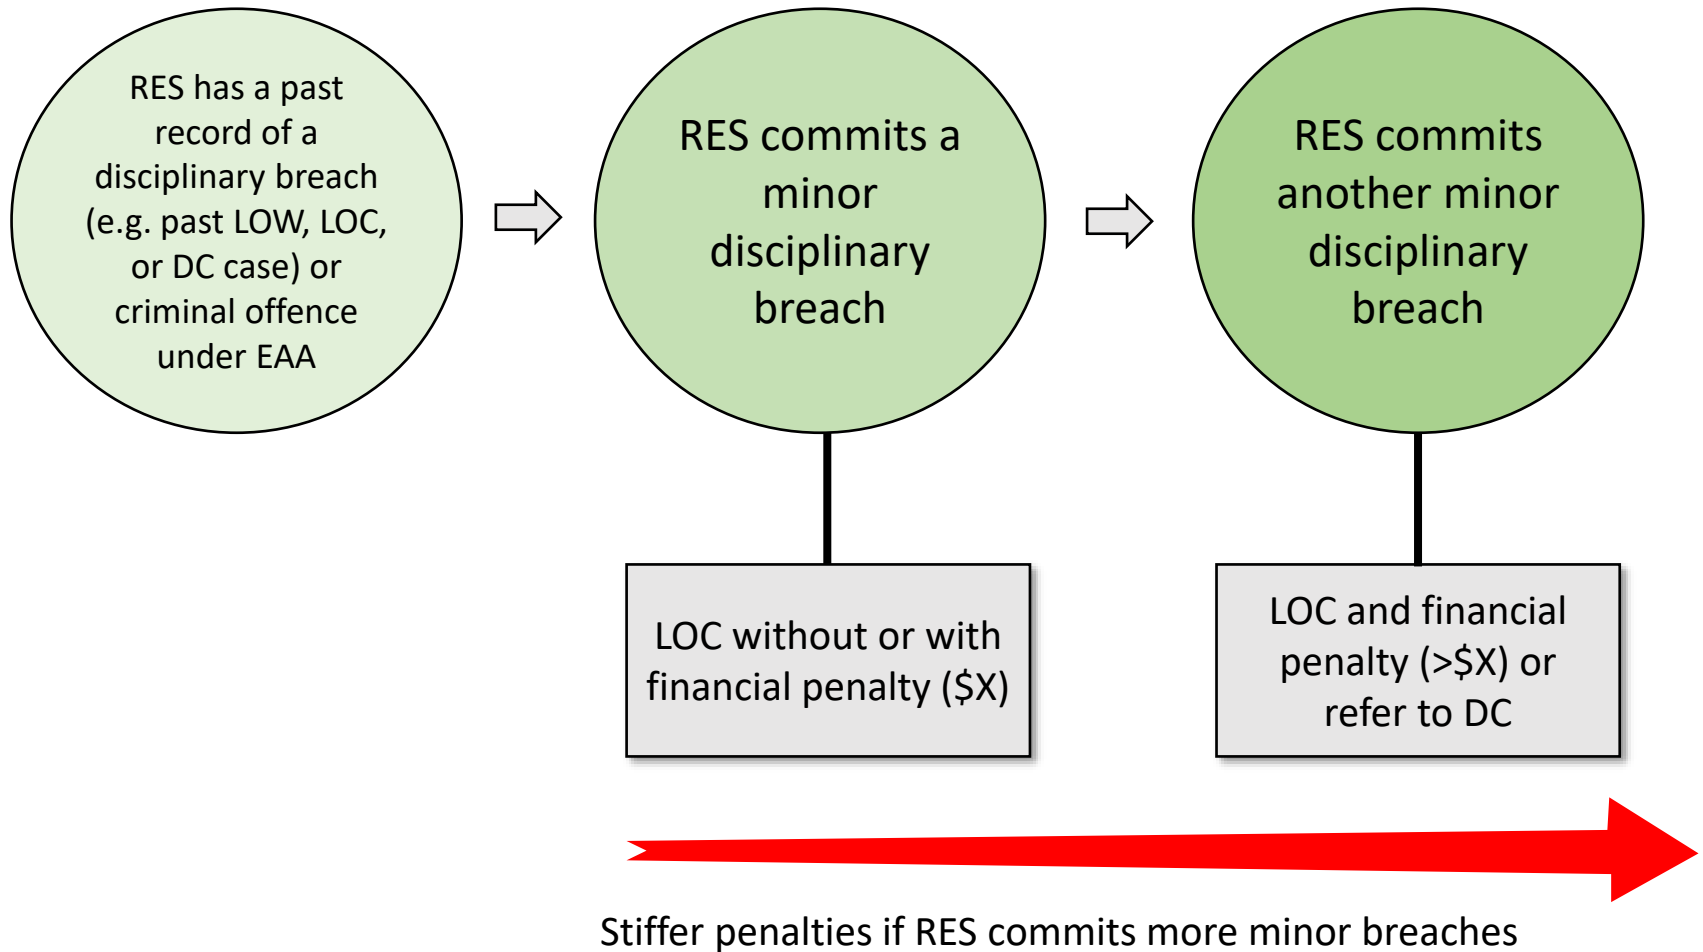 RES has a past
record of a
disciplinary breach
(e.g. past LOW, LOC,
or DC case) or
criminal offence
under EAA
RES commits a
minor
disciplinary
breach
RES commits
another minor
disciplinary
breach
LOC without or with
financial penalty ($X)
LOC and financial
penalty (>$X) or
refer to DC
Stiffer penalties if RES commits more minor breaches